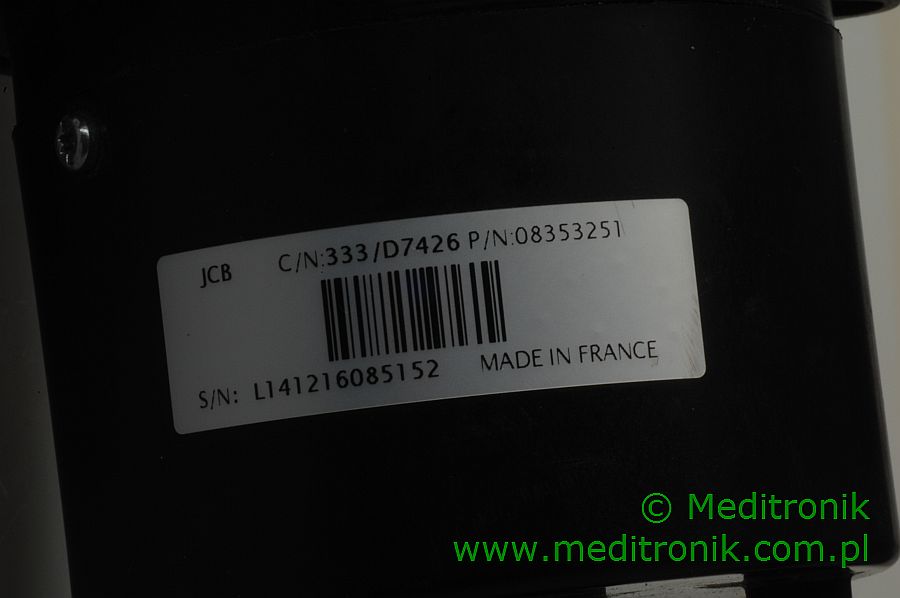 JCB C/N:333/D7426 P/N:08353251
S/N: L141216085152 MADE IN FRANCE
© Meditronik
www.meditronik.com.pl